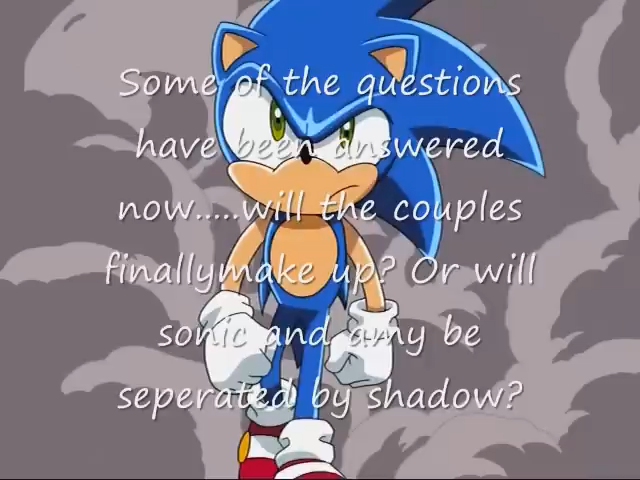 Some of the questions
have been answered
now.....will the couples
finallymake up? Or will
sonic and amy be
seperated by shadow?